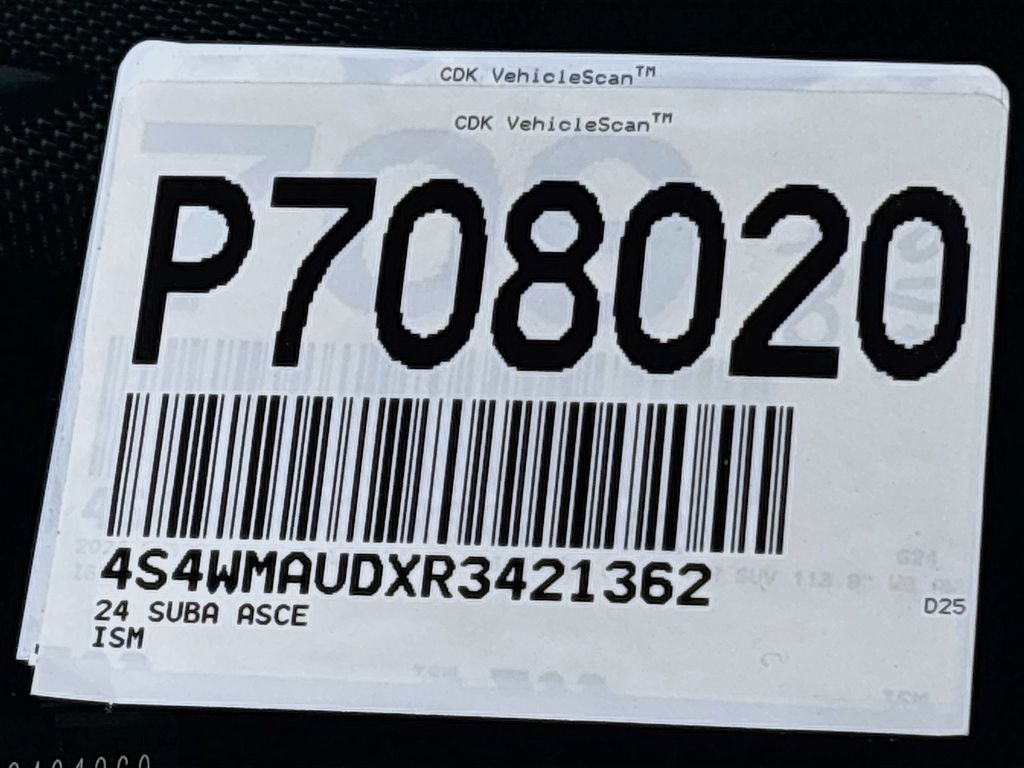 CDK VehicleScan™
CDK VehicleScan™
P708020
4S4WMAUDXR3421362
24 SUBA ASCE
D25
ISM